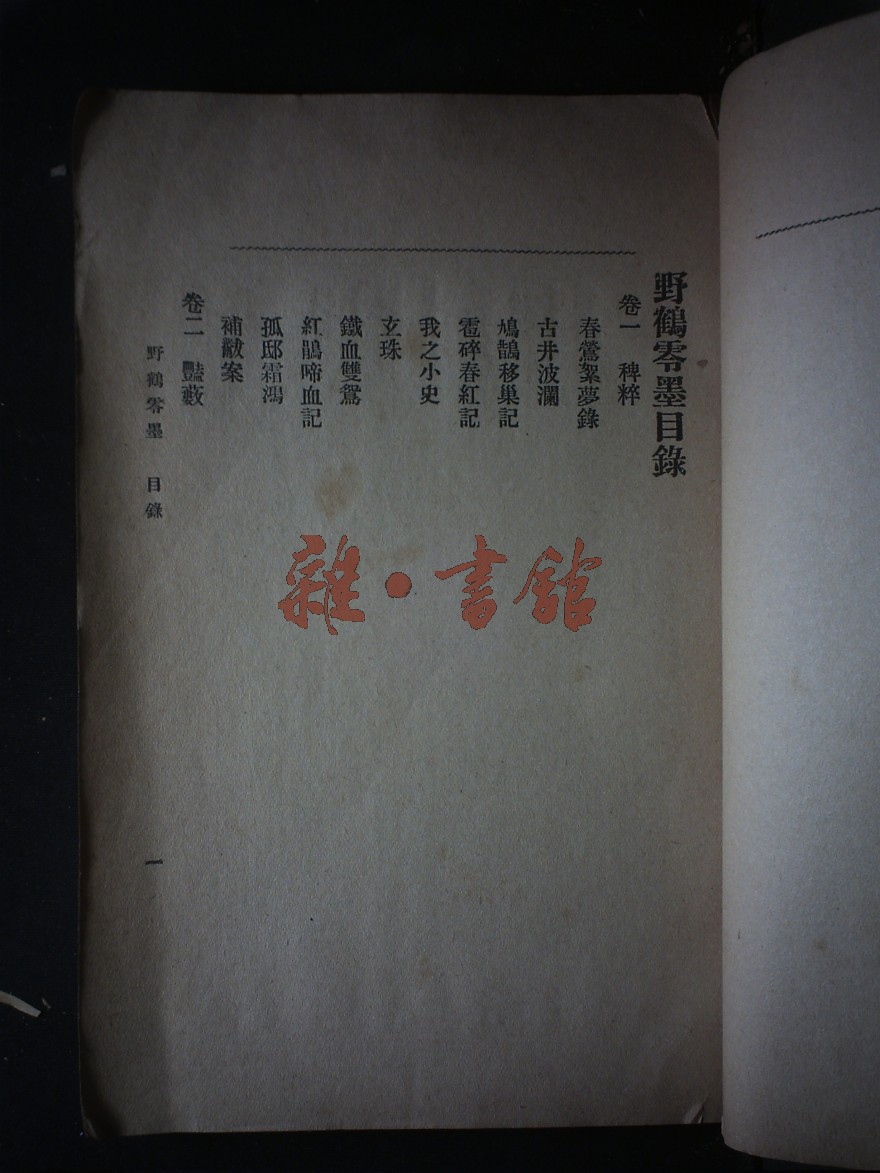 野鶴零墨目錄
卷一 稗粹
春鶯絮夢錄
古井波瀾
鳩鵲移巢記
雹碎春紅記
我之小史
玄珠
鐵血雙鴛
紅鵑啼血記
孤邸霜鴻
補黻案
卷二 豔藪
野鶴零墨 目錄
一
雜·書館